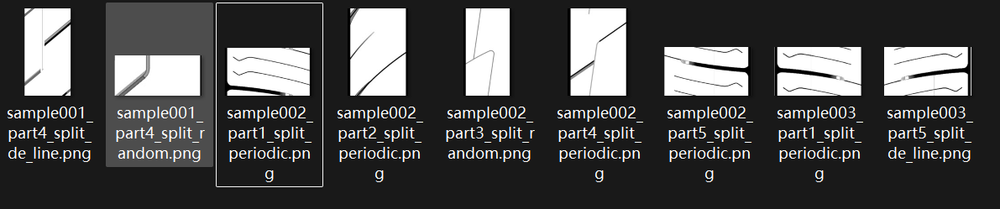 sample001_
part4_split_
de_line.png
sample001_
part4_split_r
andom.png
sample002_
part1_split_
periodic.pn
g
sample002_
part2_split_
periodic.pn
g
sample002_
part3_split_r
andom.png
sample002_
part4_split_
periodic.pn
g
sample002_
part5_split_
periodic.pn
g
sample003_
part1_split_
periodic.pn
g
sample003_
part5_split_
de_line.png